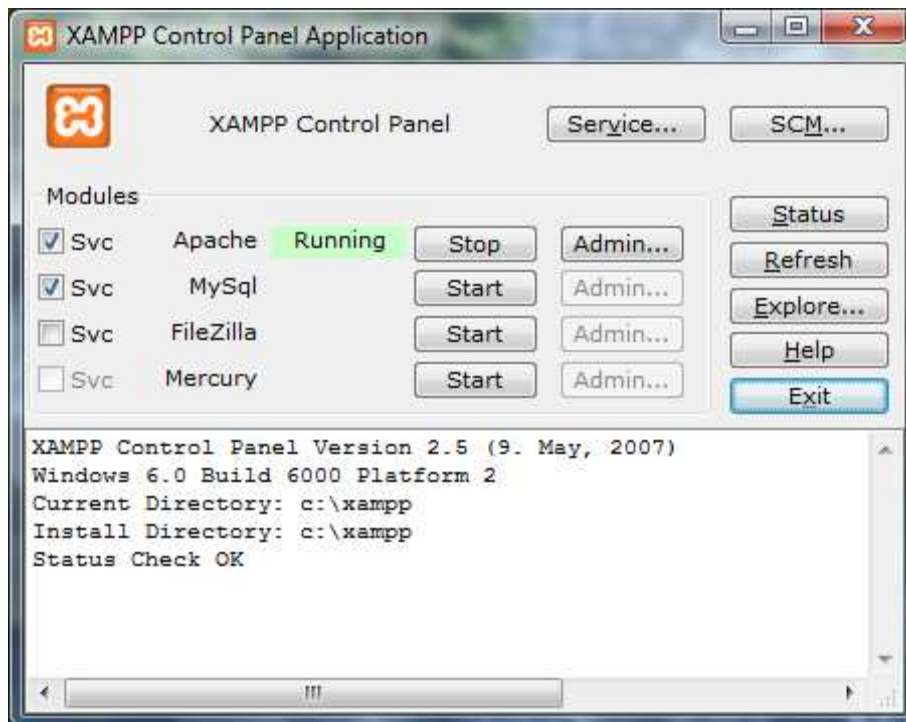 XAMPP Control Panel Application
XAMPP Control Panel Service... SCM...
Modules
Svc Apache Running Stop Admin...
Svc MySql Start Admin...
Svc FileZilla Start Admin...
Svc Mercury Start Admin...
Status
Refresh
Explore...
Help
Exit
XAMPP Control Panel Version 2.5 (9. May, 2007)
Windows 6.0 Build 6000 Platform 2
Current Directory: c:\xampp
Install Directory: c:\xampp
Status Check OK